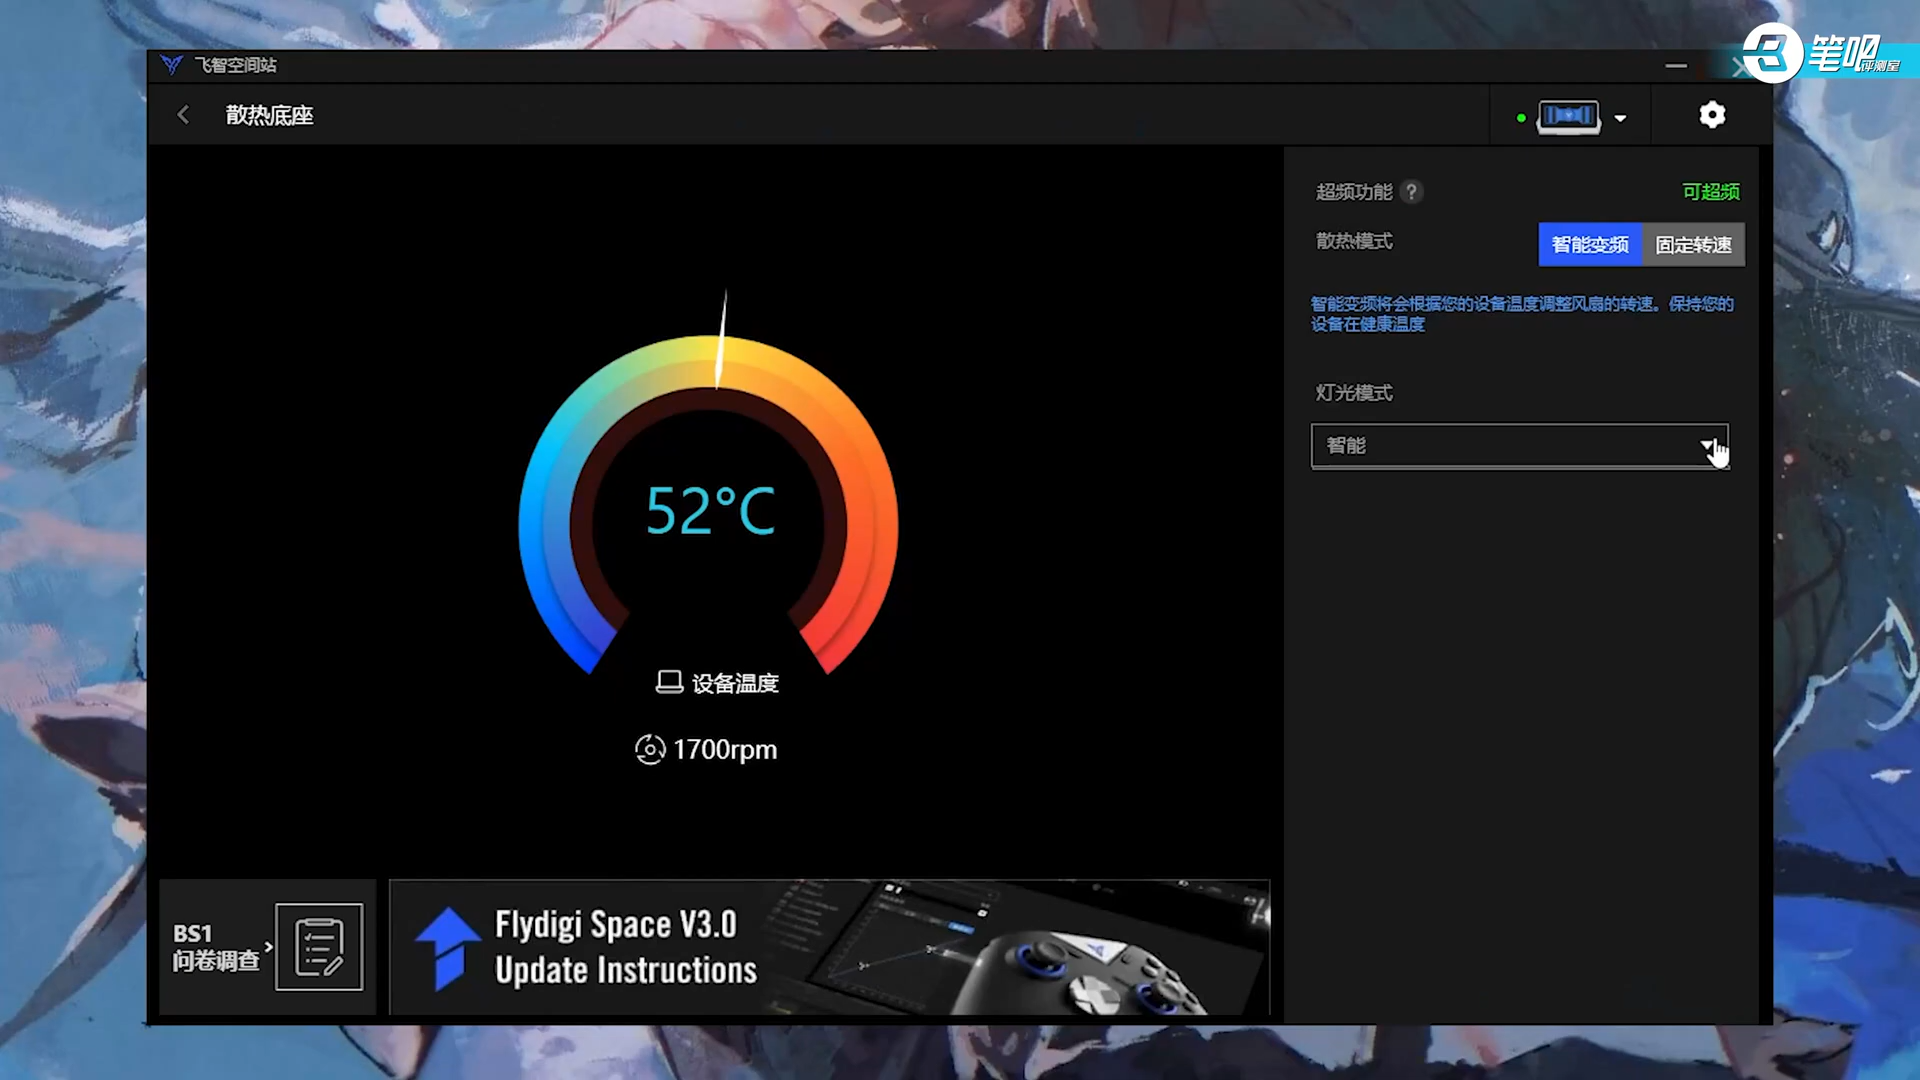 笔吧
评测室
飞智空间站
散热底座
超频功能 ?
可超频
散热模式
智能变频
固定转速
智能变频将会根据您的设备温度调整风扇的转速。保持您的
设备在健康温度
灯光模式
智能
52°C
设备温度
1700rpm
BS1
问卷调查
Flydigi Space V3.0
Update Instructions